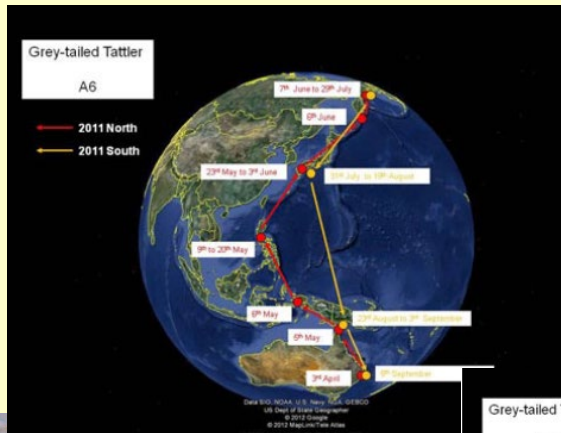 Grey-tailed Tattler
A6
2011 North
2011 South
7th June to 29th July
6th June
23rd May to 3rd June
31st July to 19th August
9th to 20th May
6th May
23rd August to 3rd September
5th May
3rd April
5th September
Data SIO, NOAA, U.S. Navy, NGA, GEBCO
US Dept of State Geographer
© 2012 Google
© 2012 MapLink/Tele Atlas
Grey-tailed